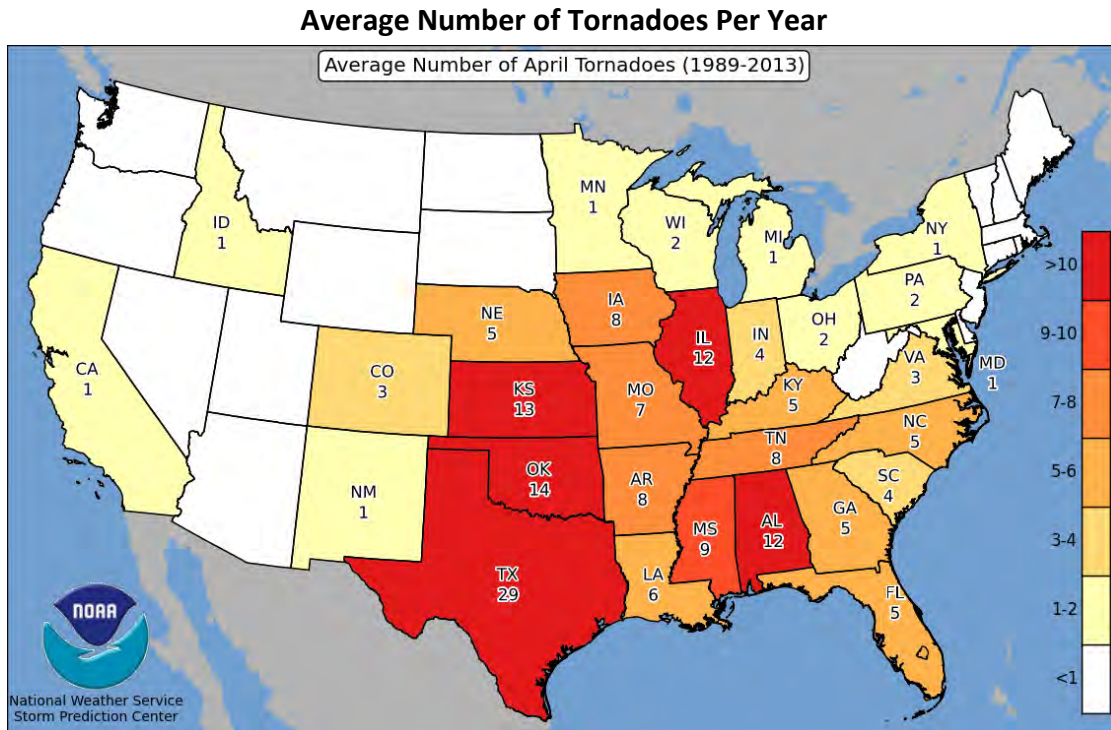 Average Number of Tornadoes Per Year
Average Number of April Tornadoes (1989-2013)
MN
1
WI
2
MI
1
NY
1
ID
1
PA
2
IA
8
NE
5
OH
2
IN
4
IL
12
VA
3
MD
1
CA
1
CO
3
KS
13
MO
7
KY
5
NC
5
TN
8
OK
14
AR
8
SC
4
NM
1
GA
5
MS
9
AL
12
TX
29
LA
6
FL
5
>10
9-10
7-8
5-6
3-4
1-2
<1
NOAA
National Weather Service
Storm Prediction Center